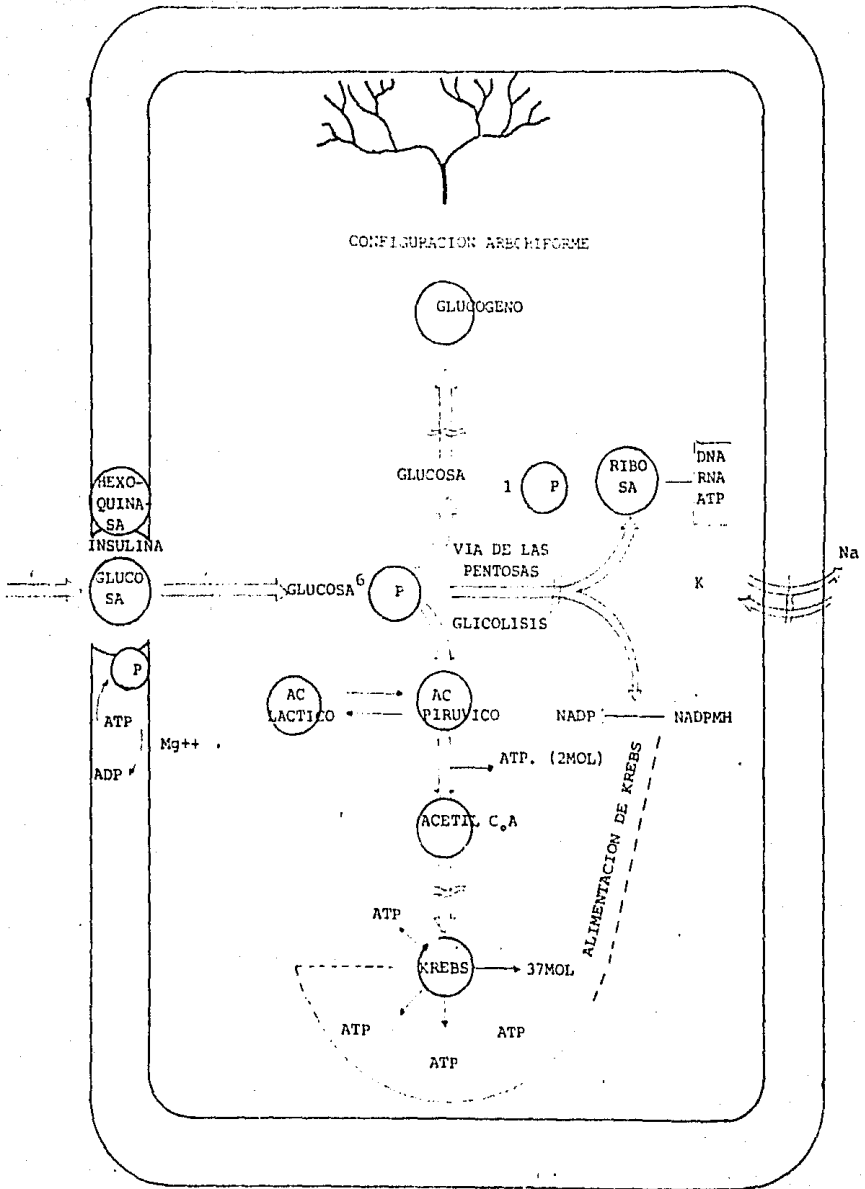 CONFIGURACION ARBORIFORME
GLUCOGENO
GLUCOSA
1 P
RIBO
SA
DNA
RNA
ATP
HEXO-
QUINA-
SA
INSULINA
GLUCO
SA
GLUCOSA 6 P
VIA DE LAS
PENTOSAS
GLICOLISIS
K
Na
P
ATP
Mg++
ADP
AC
LACTICO
AC
PIRUVICO
NADP
NADPMH
ATP. (2MOL)
ACETIL CoA
ALIMENTACION DE KREBS
ATP
KREBS
37MOL
ATP
ATP
ATP